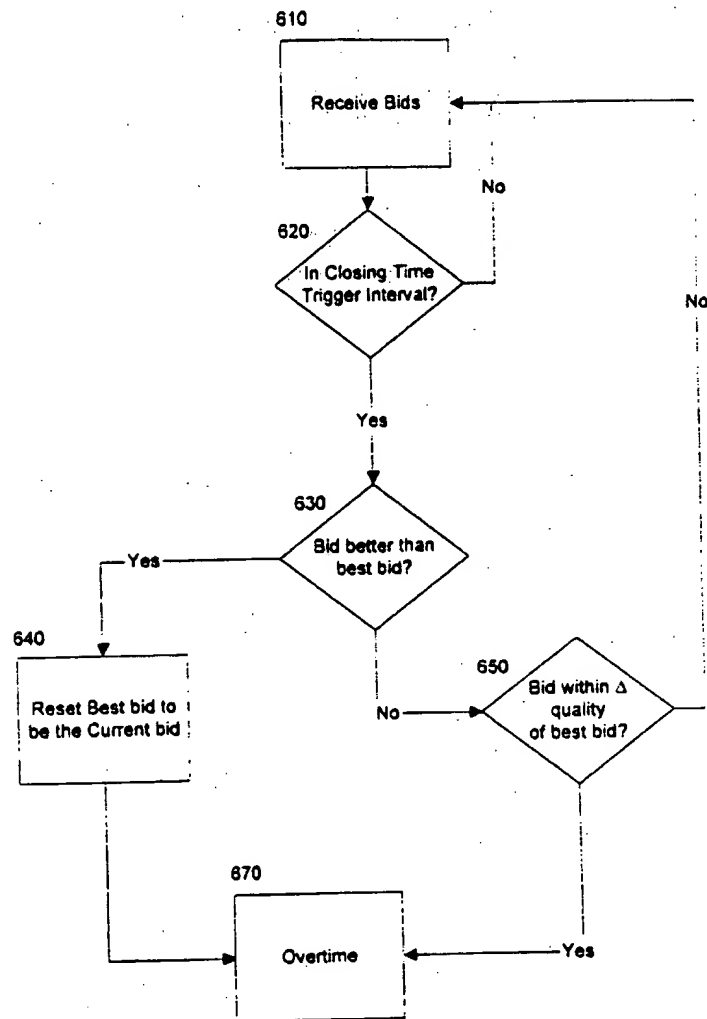 610
Receive Bids
No
620
In Closing Time
Trigger Interval?
No
Yes
630
Bid better than
best bid?
Yes
640
Reset Best bid to
be the Current bid
650
Bid within Δ
quality
of best bid?
No
670
Overtime
Yes